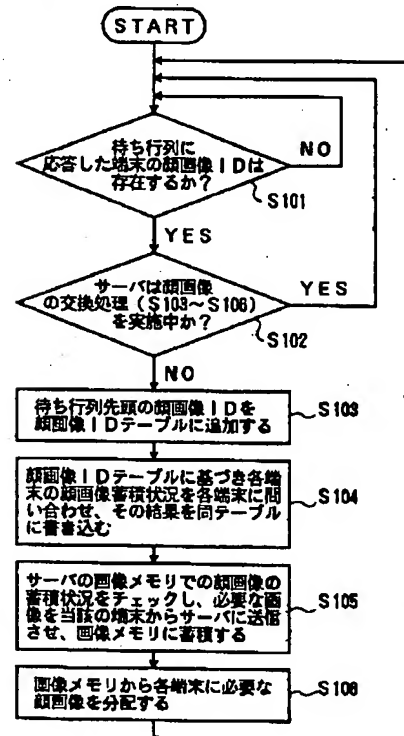 START
待ち行列に
応答した端末の顔画像IDは
存在するか?
NO
S101
YES
サーバは顔画像
の交換処理(S103~S106)
を実施中か?
YES
S102
NO
待ち行列先頭の顔画像IDを
顔画像IDテーブルに追加する
S103
顔画像IDテーブルに基づき各端
末の顔画像蓄積状況を各端末に問
い合わせ、その結果を同テーブル
に書き込む
S104
サーバの画像メモリでの顔画像の
蓄積状況をチェックし、必要な画
像を当該の端末からサーバに送信
させ、画像メモリに蓄積する
S105
画像メモリから各端末に必要な
顔画像を分配する
S106